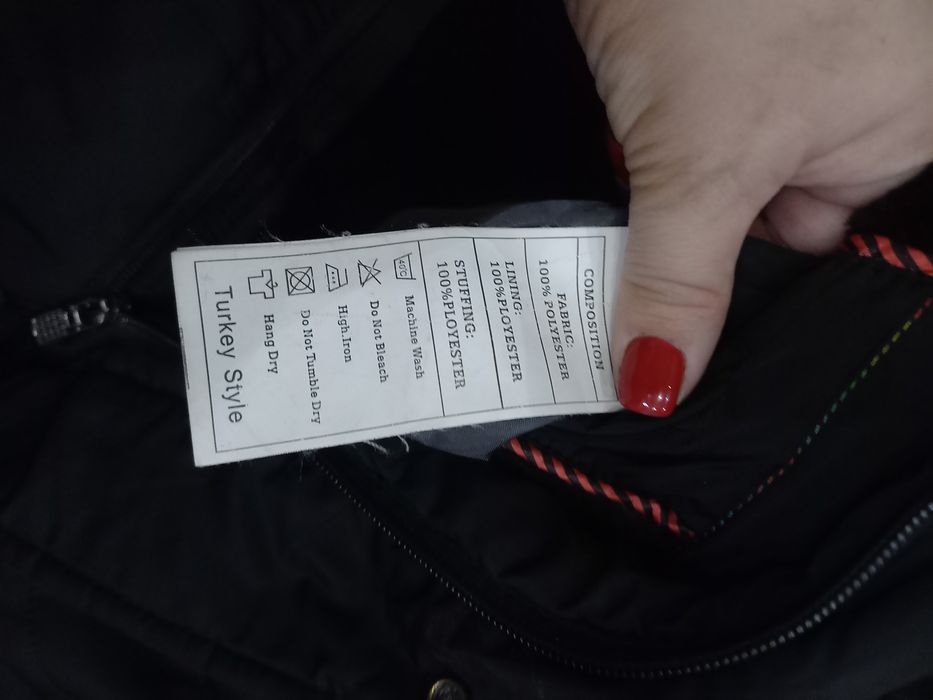 COMPOSITION
FABRIC:
100% POLYESTER
LINING:
100%PLOYESTER
STUFFING:
100%PLOYESTER
40C Machine Wash
Do Not Bleach
High.Iron
Do Not Tumble Dry
Hang Dry
Turkey Style